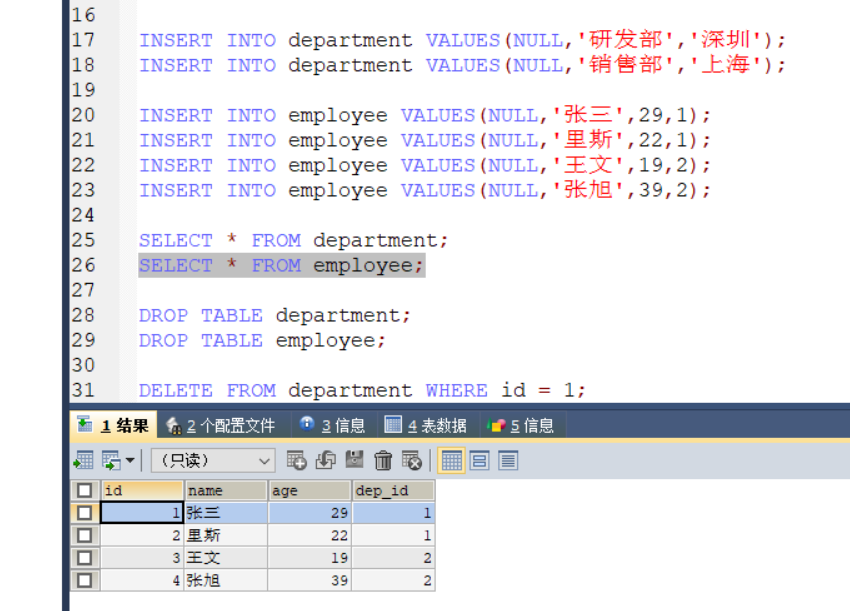 16
17 INSERT INTO department VALUES(NULL,'研发部','深圳');
18 INSERT INTO department VALUES(NULL,'销售部','上海');
19
20 INSERT INTO employee VALUES(NULL,'张三',29,1);
21 INSERT INTO employee VALUES(NULL,'里斯',22,1);
22 INSERT INTO employee VALUES(NULL,'王文',19,2);
23 INSERT INTO employee VALUES(NULL,'张旭',39,2);
24
25 SELECT * FROM department;
26 SELECT * FROM employee;
27
28 DROP TABLE department;
29 DROP TABLE employee;
30
31 DELETE FROM department WHERE id = 1;
1 结果 2 个配置文件 3 信息 4 表数据 5 信息
(只读)
id name age dep_id
1 张三 29 1
2 里斯 22 1
3 王文 19 2
4 张旭 39 2